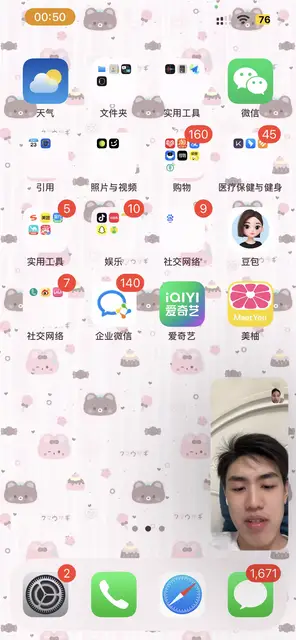 00:50
76
天气
文件夹
实用工具
微信
23
160
45
引用
照片与视频
购物
医疗保健与健身
5
10
9
实用工具
娱乐
社交网络
豆包
7
140
iQIYI
爱奇艺
MeetYou
社交网络
企业微信
爱奇艺
美柚
2
1,671